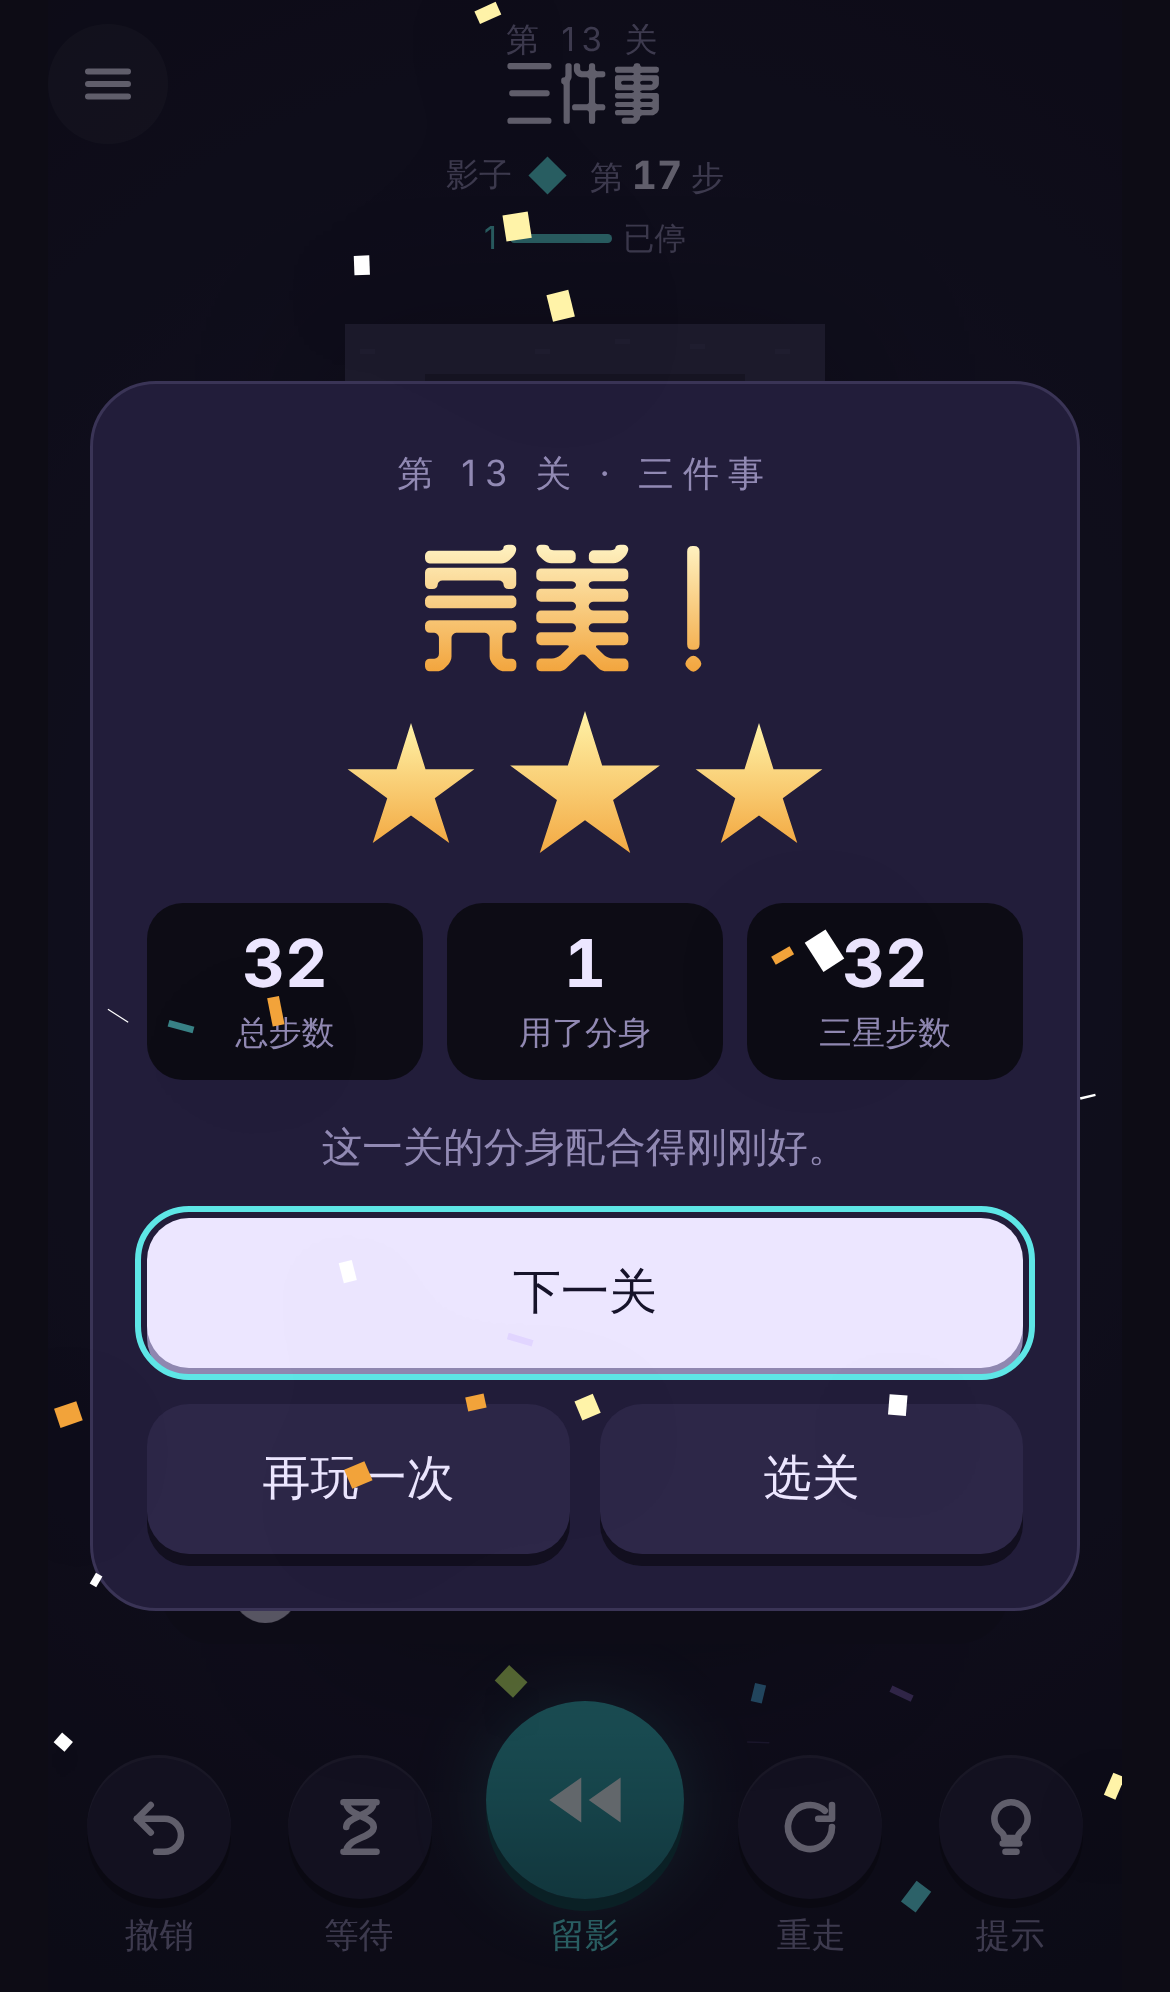 第 13 关
三件事
影子 第 17 步
1 已停
第 13 关 · 三件事
完美！
32 1 32
总步数 用了分身 三星步数
这一关的分身配合得刚刚好。
下一关
再玩一次 选关
撤销 等待 留影 重走 提示